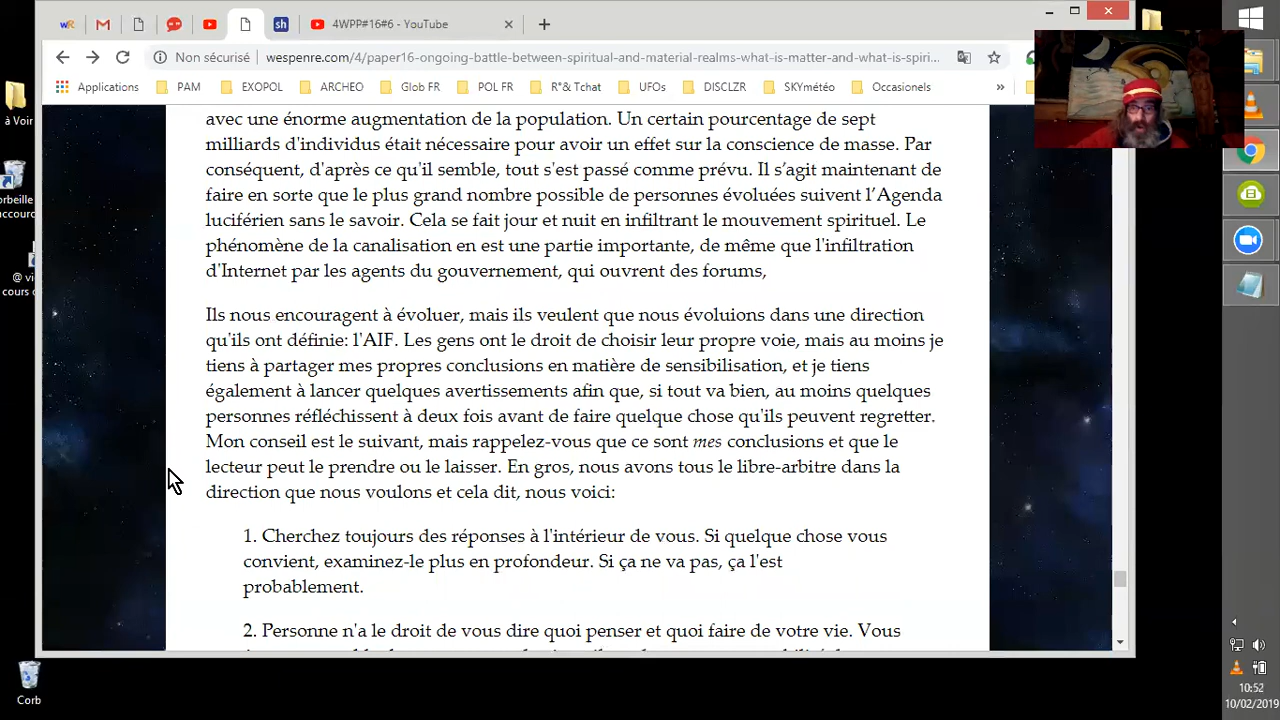 4WPP#16#6 - YouTube
Non sécurisé
wespenre.com/4/paper16-ongoing-battle-between-spiritual-and-material-realms-what-is-matter-and-what-is-spiri...
Applications PAM EXOPOL ARCHEO Glob FR POL FR R*& Tchat UFOs DISCLZR SKYmétéo Occasionels »
à Voir
avec une énorme augmentation de la population. Un certain pourcentage de sept
milliards d'individus était nécessaire pour avoir un effet sur la conscience de masse. Par
conséquent, d'après ce qu'il semble, tout s'est passé comme prévu. Il s’agit maintenant de
faire en sorte que le plus grand nombre possible de personnes évoluées suivent l’Agenda
luciférien sans le savoir. Cela se fait jour et nuit en infiltrant le mouvement spirituel. Le
phénomène de la canalisation en est une partie importante, de même que l'infiltration
d'Internet par les agents du gouvernement, qui ouvrent des forums,
Ils nous encouragent à évoluer, mais ils veulent que nous évoluions dans une direction
qu'ils ont définie: l'AIF. Les gens ont le droit de choisir leur propre voie, mais au moins je
tiens à partager mes propres conclusions en matière de sensibilisation, et je tiens
également à lancer quelques avertissements afin que, si tout va bien, au moins quelques
personnes réfléchissent à deux fois avant de faire quelque chose qu'ils peuvent regretter.
Mon conseil est le suivant, mais rappelez-vous que ce sont mes conclusions et que le
lecteur peut le prendre ou le laisser. En gros, nous avons tous le libre-arbitre dans la
direction que nous voulons et cela dit, nous voici:
1. Cherchez toujours des réponses à l'intérieur de vous. Si quelque chose vous
convient, examinez-le plus en profondeur. Si ça ne va pas, ça l'est
probablement.
2. Personne n'a le droit de vous dire quoi penser et quoi faire de votre vie. Vous
orbeille
ccourc
@ vi
cours c
Corb
10:52
10/02/2019